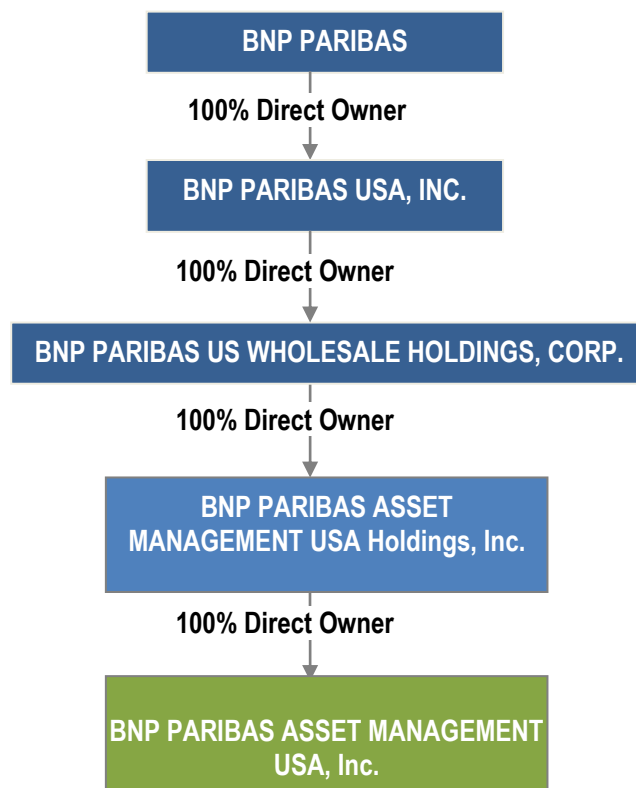 BNP PARIBAS
100% Direct Owner
BNP PARIBAS USA, INC.
100% Direct Owner
BNP PARIBAS US WHOLESALE HOLDINGS, CORP.
100% Direct Owner
BNP PARIBAS ASSET
MANAGEMENT USA Holdings, Inc.
100% Direct Owner
BNP PARIBAS ASSET MANAGEMENT
USA, Inc.